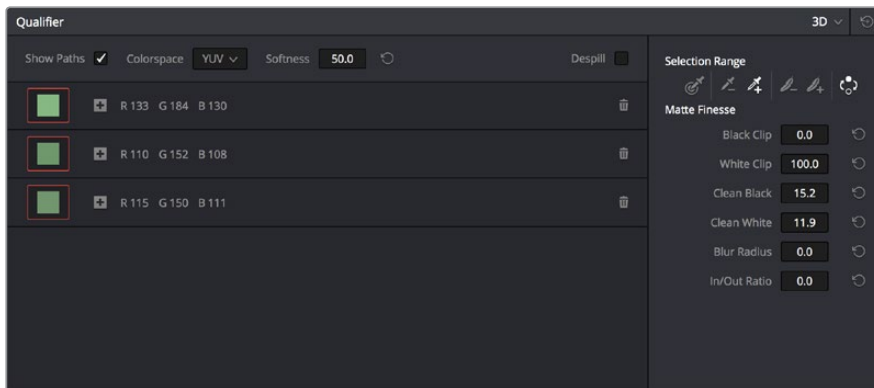 Qualifier 3D
Show Paths Colorspace YUV Softness 50.0 Despill
R 133 G 184 B 130
R 110 G 152 B 108
R 115 G 150 B 111
Selection Range
Matte Finesse
Black Clip 0.0
White Clip 100.0
Clean Black 15.2
Clean White 11.9
Blur Radius 0.0
In/Out Ratio 0.0